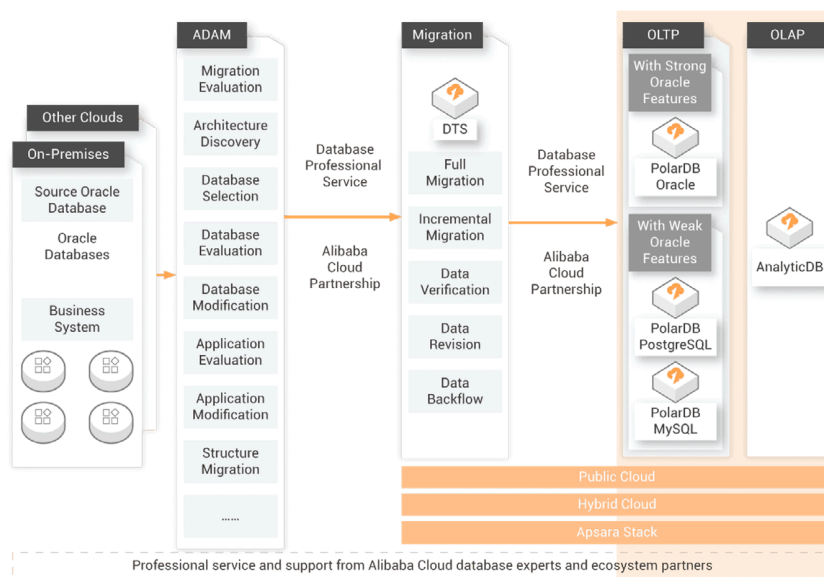 Other Clouds
On-Premises
Source Oracle
Database
Oracle
Databases
Business
System
ADAM
Migration
Evaluation
Architecture
Discovery
Database
Selection
Database
Evaluation
Database
Modification
Application
Evaluation
Application
Modification
Structure
Migration
......
Database
Professional
Service
Alibaba
Cloud
Partnership
Migration
DTS
Full
Migration
Incremental
Migration
Data
Verification
Data
Revision
Data
Backflow
Database
Professional
Service
Alibaba
Cloud
Partnership
OLTP
With Strong
Oracle
Features
PolarDB
Oracle
With Weak
Oracle
Features
PolarDB
PostgreSQL
PolarDB
MySQL
OLAP
AnalyticDB
Public Cloud
Hybrid Cloud
Apsara Stack
Professional service and support from Alibaba Cloud database experts and ecosystem partners